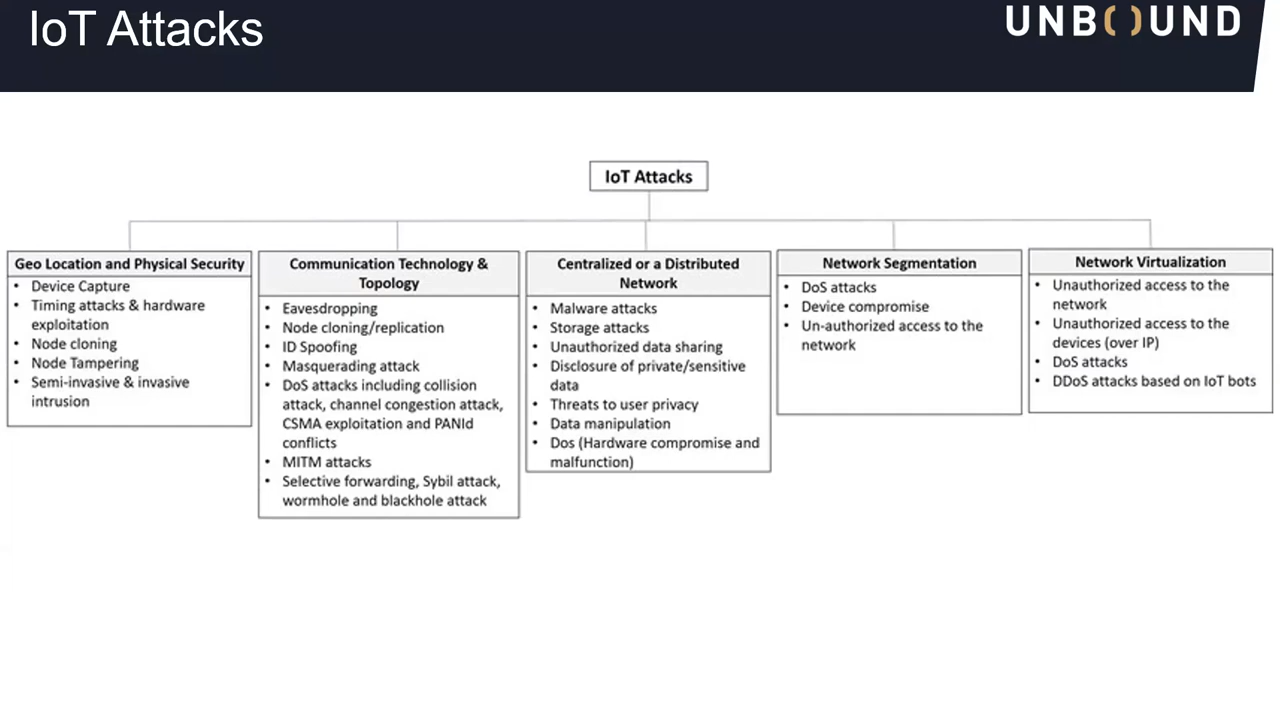 IoT Attacks
UNBOUND
IoT Attacks
Geo Location and Physical Security
• Device Capture
• Timing attacks & hardware
exploitation
• Node cloning
• Node Tampering
• Semi-invasive & invasive
intrusion
Communication Technology &
Topology
• Eavesdropping
• Node cloning/replication
• ID Spoofing
• Masquerading attack
• DoS attacks including collision
attack, channel congestion attack,
CSMA exploitation and PANId
conflicts
• MITM attacks
• Selective forwarding, Sybil attack,
wormhole and blackhole attack
Centralized or a Distributed
Network
• Malware attacks
• Storage attacks
• Unauthorized data sharing
• Disclosure of private/sensitive
data
• Threats to user privacy
• Data manipulation
• Dos (Hardware compromise and
malfunction)
Network Segmentation
• DoS attacks
• Device compromise
• Un-authorized access to the
network
Network Virtualization
• Unauthorized access to the
network
• Unauthorized access to the
devices (over IP)
• DoS attacks
• DDoS attacks based on IoT bots